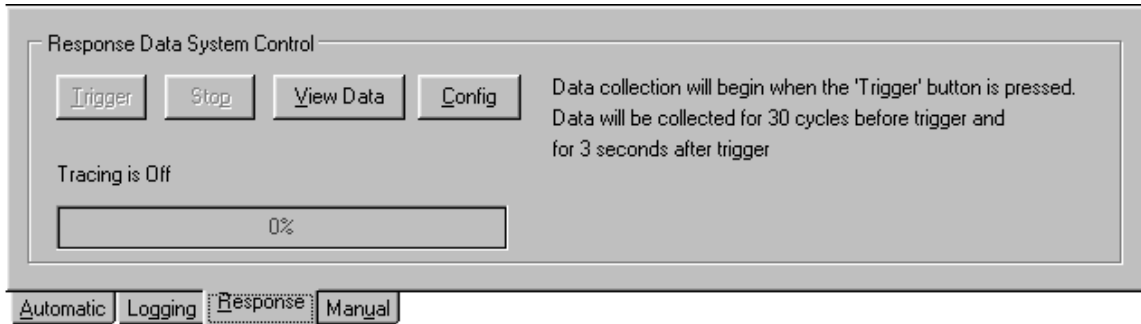 Response Data System Control
Trigger Stop View Data Config
Data collection will begin when the 'Trigger' button is pressed.
Data will be collected for 30 cycles before trigger and
for 3 seconds after trigger
Tracing is Off
0%
Automatic Logging Response Manual